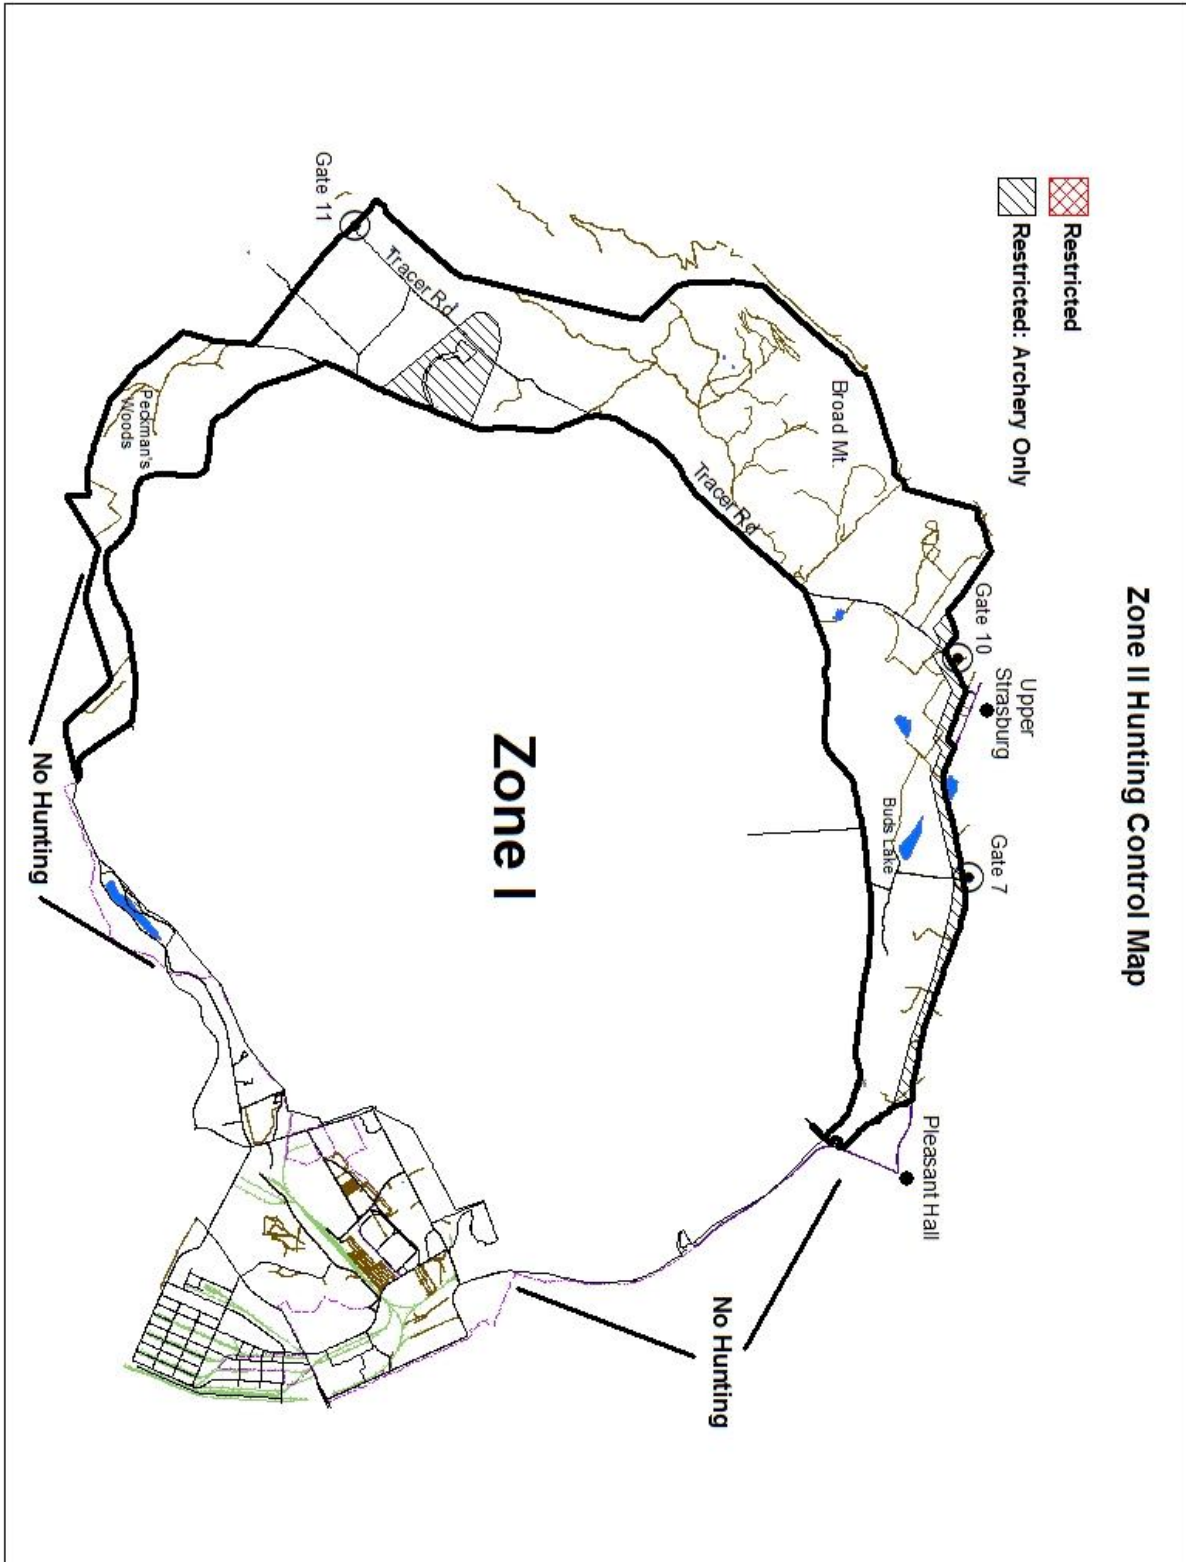 Zone II Hunting Control Map
Restricted
Restricted: Archery Only
Upper
Strasburg
Gate 10
Gate 7
Pleasant Hall
Broad Mt.
Buds Lake
Tracer Rd
No Hunting
Zone I
Tracer Rd
Gate 11
Peckman's
Woods
No Hunting